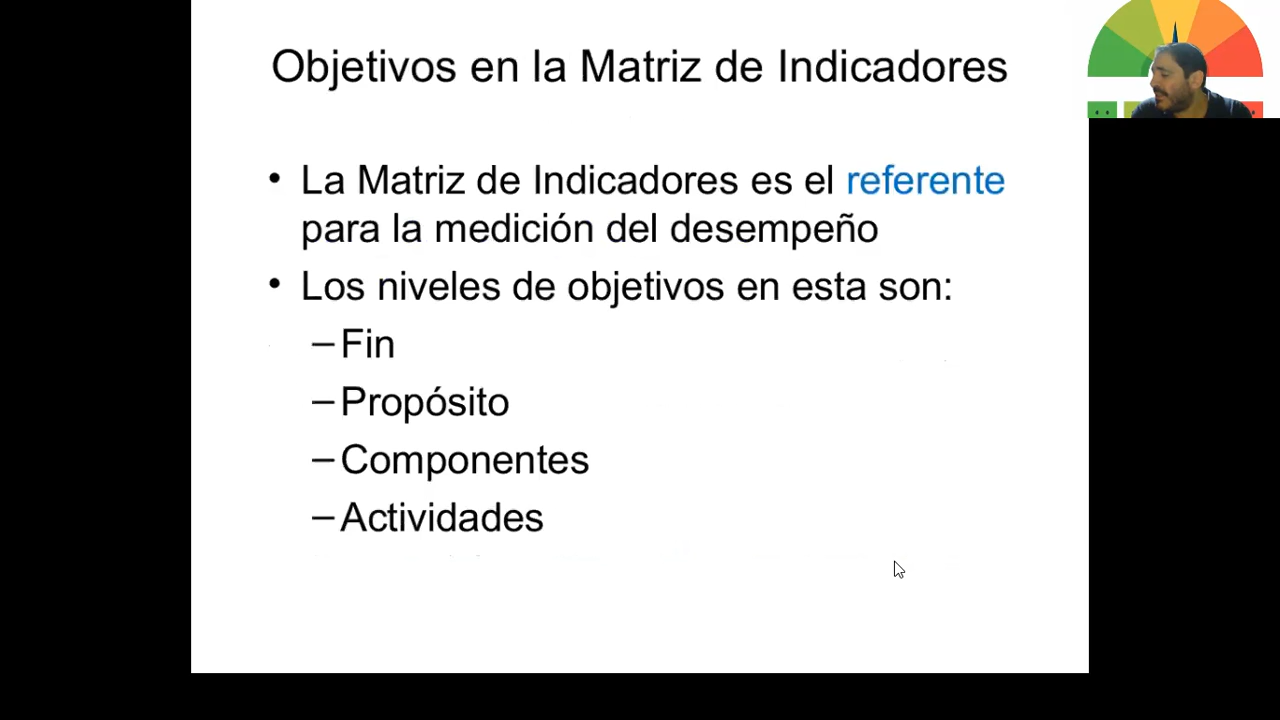 Objetivos en la Matriz de Indicadores
• La Matriz de Indicadores es el referente
para la medición del desempeño
• Los niveles de objetivos en esta son:
–Fin
–Propósito
–Componentes
–Actividades